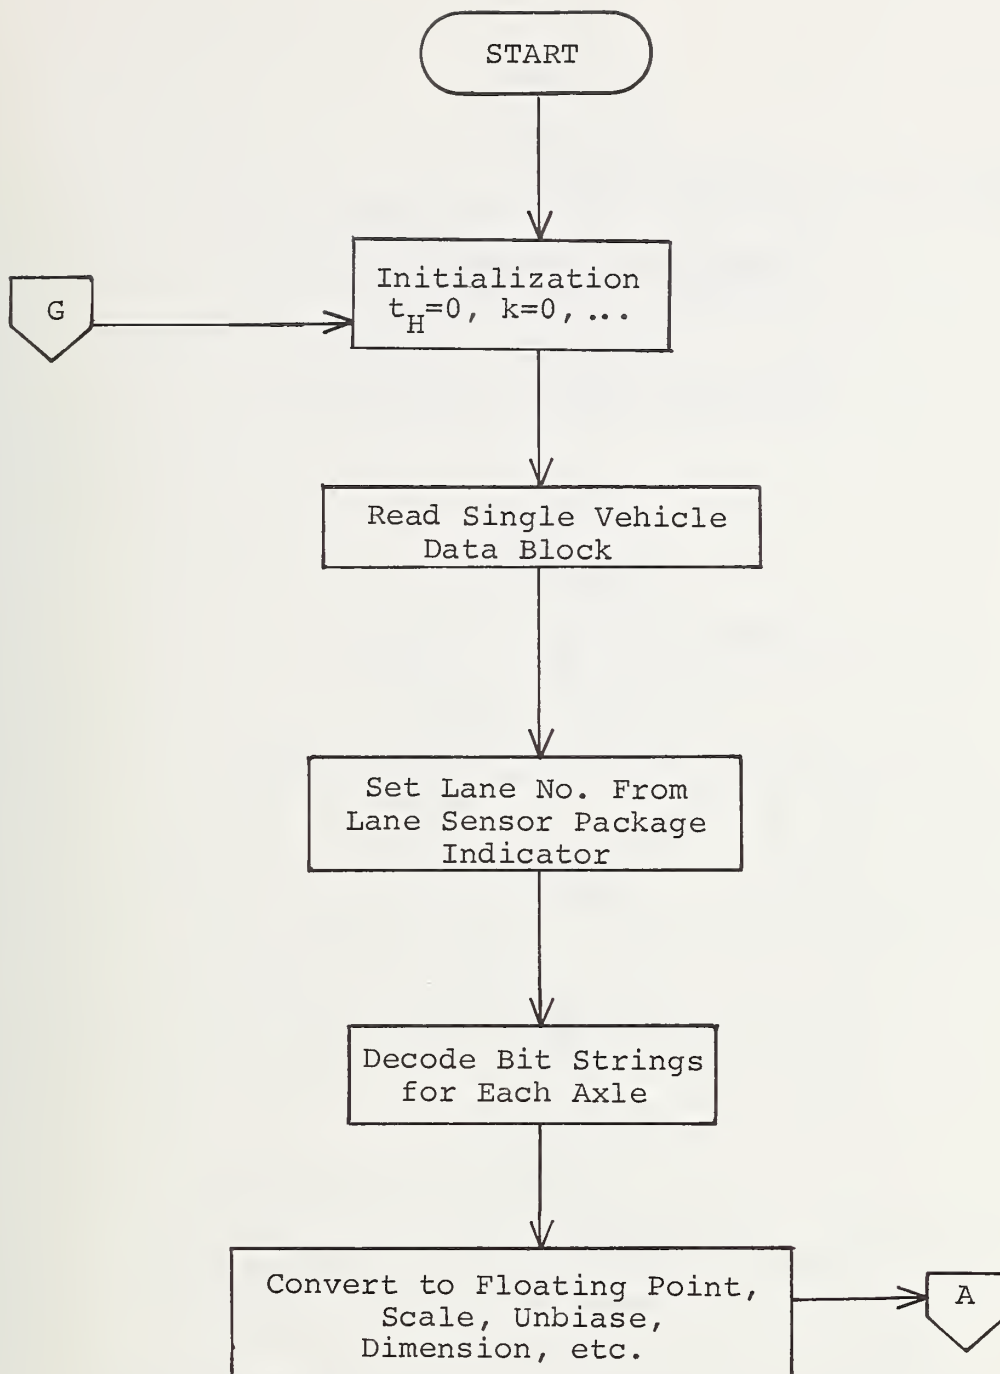 START
Initialization
t_H=0, k=0, ...
G
Read Single Vehicle
Data Block
Set Lane No. From
Lane Sensor Package
Indicator
Decode Bit Strings
for Each Axle
Convert to Floating Point,
Scale, Unbiase,
Dimension, etc.
A